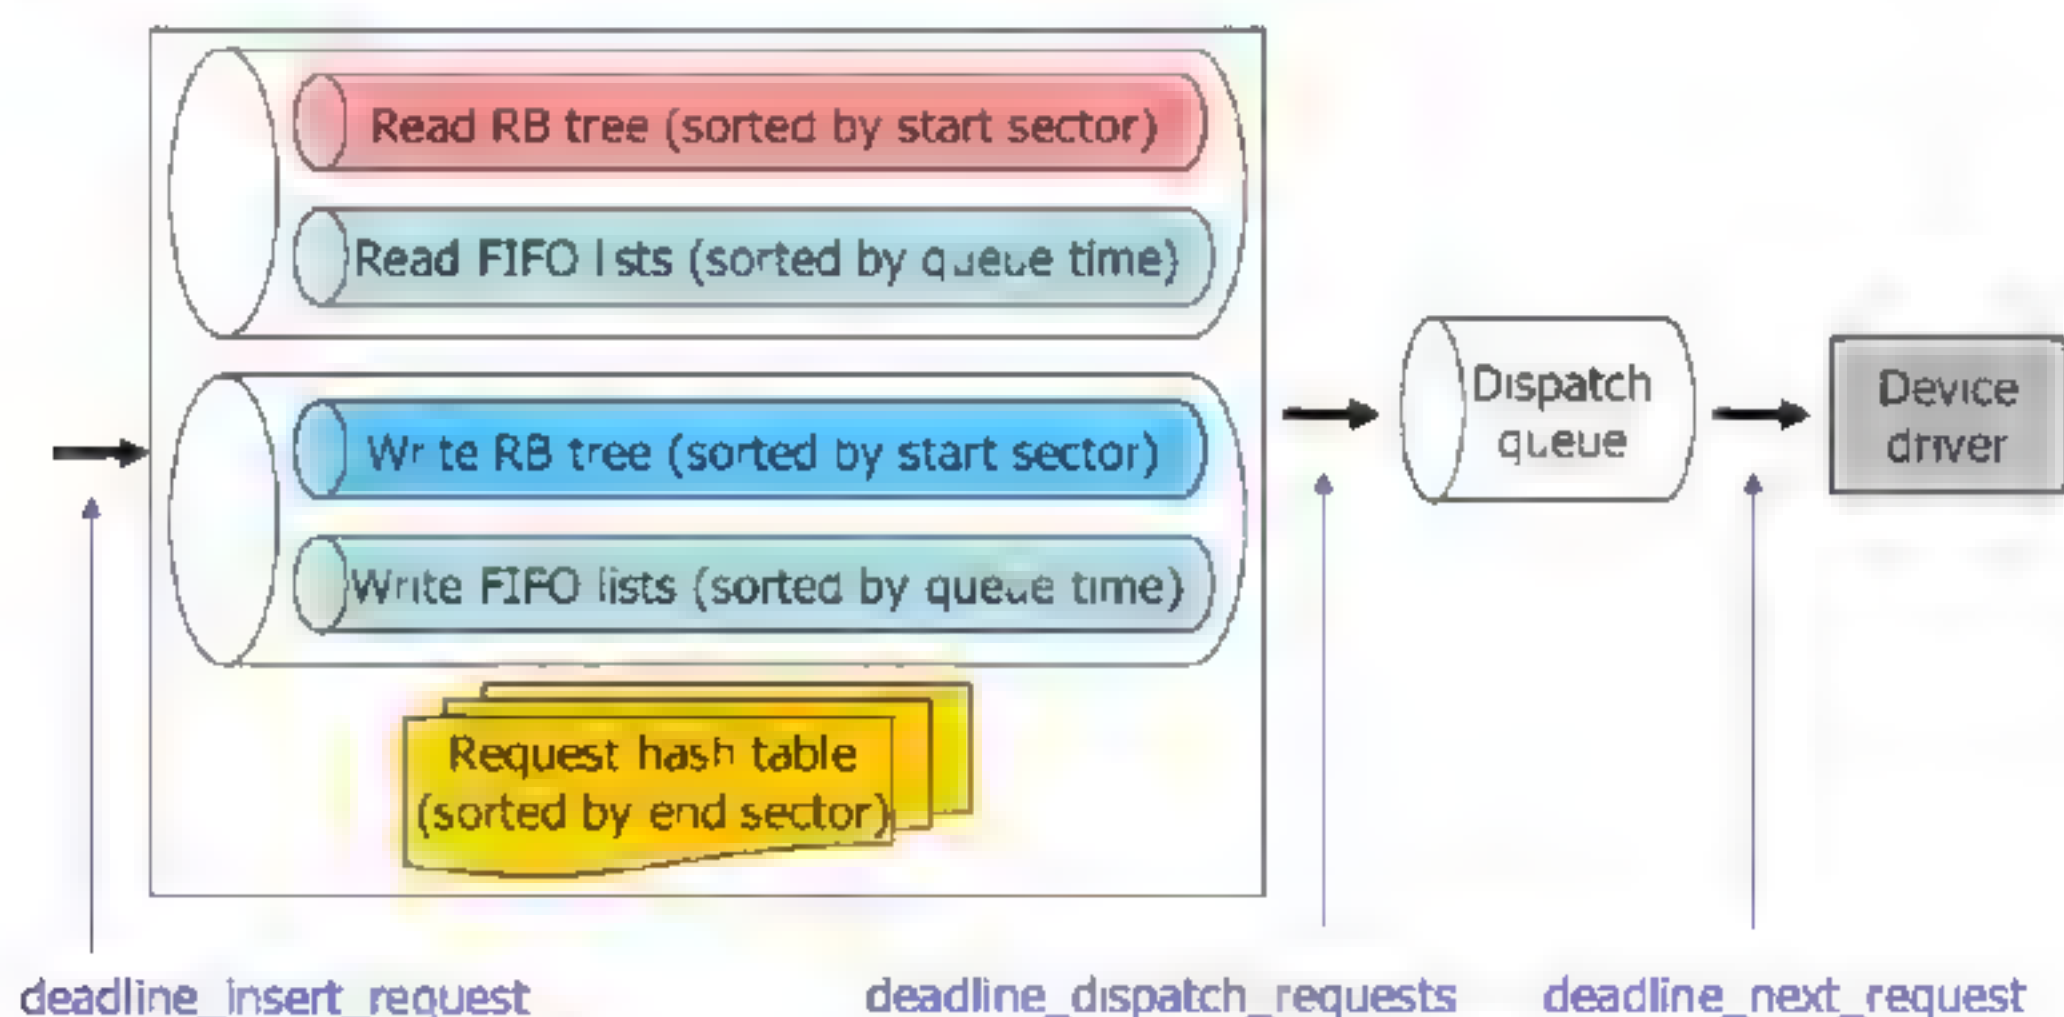 Read RB tree (sorted by start sector)
Read FIFO lists (sorted by queue time)
Write RB tree (sorted by start sector)
Write FIFO lists (sorted by queue time)
Request hash table
(sorted by end sector)
Dispatch
queue
Device
driver
deadline_insert_request
deadline_dispatch_requests
deadline_next_request